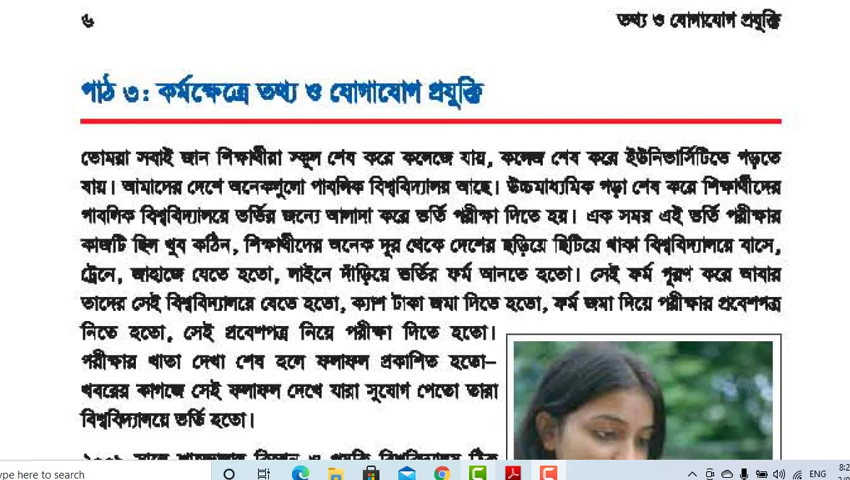 ৬
তথ্য ও যোগাযোগ প্রযুক্তি
পাঠ ৩: কর্মক্ষেত্রে তথ্য ও যোগাযোগ প্রযুক্তি
তোমরা সবাই জান শিক্ষার্থীরা স্কুল শেষ করে কলেজে যায়, কলেজ শেষ করে ইউনিভার্সিটিতে পড়তে
যায়। আমাদের দেশে অনেকগুলো পাবলিক বিশ্ববিদ্যালয় আছে। উচ্চমাধ্যমিক পড়া শেষ করে শিক্ষার্থীদের
পাবলিক বিশ্ববিদ্যালয়ে ভর্তির জন্যে আলাদা করে ভর্তি পরীক্ষা দিতে হয়। এক সময় এই ভর্তি পরীক্ষার
কাজটি ছিল খুব কঠিন, শিক্ষার্থীদের অনেক দূর থেকে দেশের ছড়িয়ে ছিটিয়ে থাকা বিশ্ববিদ্যালয়ে বাসে,
ট্রেনে, জাহাজে যেতে হতো, লাইনে দাঁড়িয়ে ভর্তির ফর্ম আনতে হতো। সেই ফর্ম পূরণ করে আবার
তাদের সেই বিশ্ববিদ্যালয়ে যেতে হতো, ক্যাশ টাকা জমা দিতে হতো, ফর্ম জমা দিয়ে পরীক্ষার প্রবেশপত্র
নিতে হতো, সেই প্রবেশপত্র নিয়ে পরীক্ষা দিতে হতো।
পরীক্ষার খাতা দেখা শেষ হলে ফলাফল প্রকাশিত হতো–
খবরের কাগজে সেই ফলাফল দেখে যারা সুযোগ পেতো তারা
বিশ্ববিদ্যালয়ে ভর্তি হতো।
ype here to search
ENG
8:2